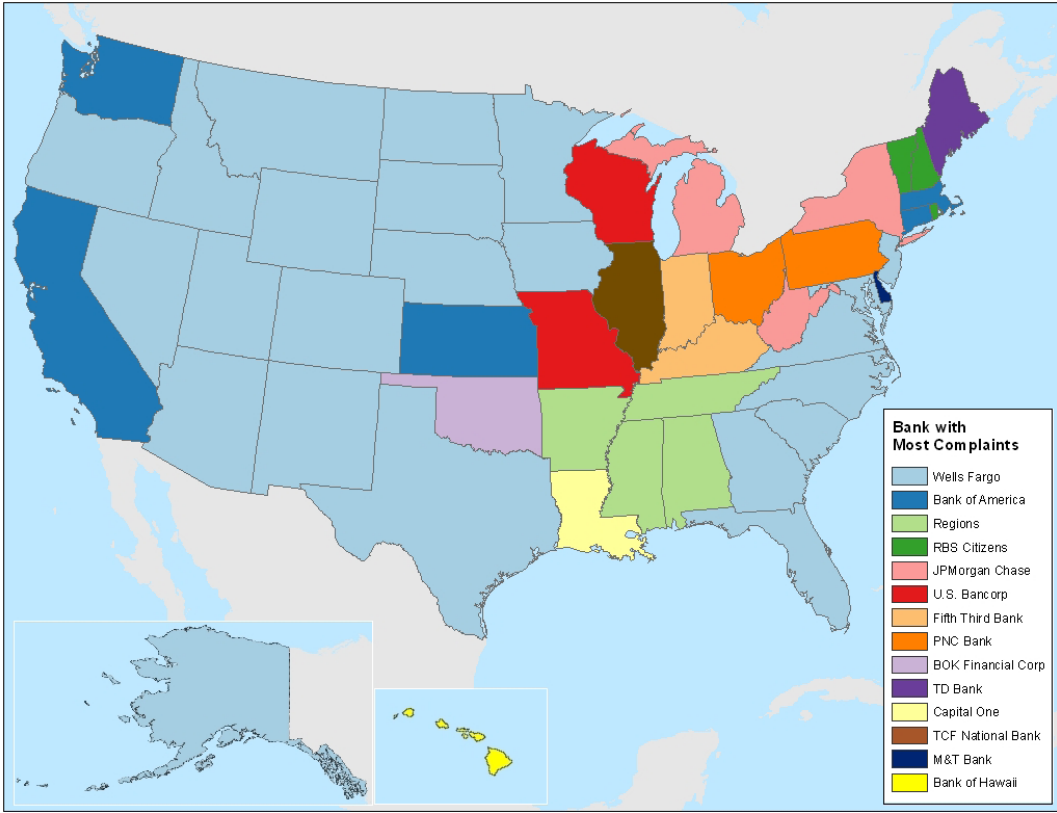 Bank with
Most Complaints
Wells Fargo
Bank of America
Regions
RBS Citizens
JPMorgan Chase
U.S. Bancorp
Fifth Third Bank
PNC Bank
BOK Financial Corp
TD Bank
Capital One
TCF National Bank
M&T Bank
Bank of Hawaii